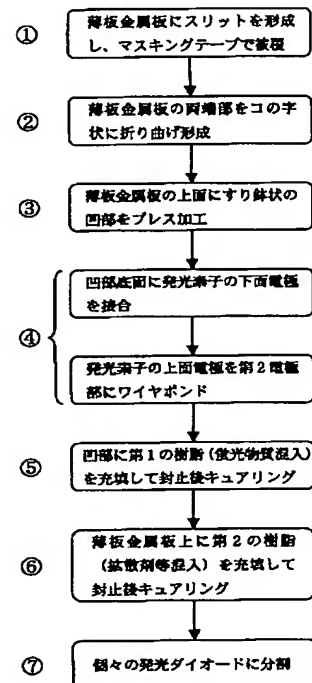 ①
薄板金属板にスリットを形成
し、マスキングテープで被覆
②
薄板金属板の両端部をコの字
状に折り曲げ形成
③
薄板金属板の上面にすり鉢状の
凹部をプレス加工
④
凹部底面に発光素子の下面電極
を接合
発光素子の上面電極を第2電極
部にワイヤボンド
⑤
凹部に第1の樹脂(蛍光物質混入)
を充填して封止後キュアリング
⑥
薄板金属板上に第2の樹脂
(拡散剤等混入)を充填して
封止後キュアリング
⑦
個々の発光ダイオードに分割